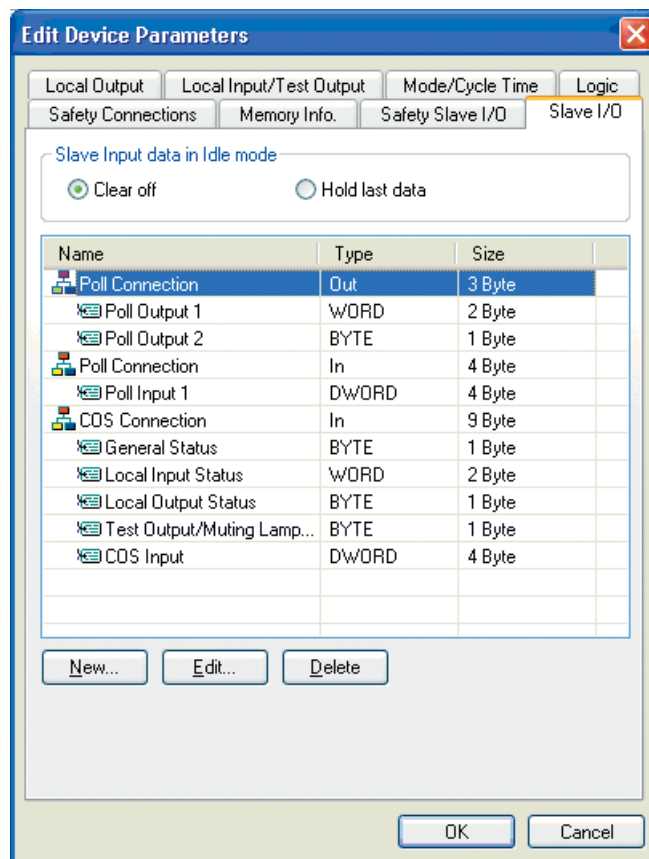 Edit Device Parameters
Local Output Local Input/Test Output Mode/Cycle Time Logic
Safety Connections Memory Info. Safety Slave I/O Slave I/O
Slave Input data in Idle mode
Clear off Hold last data
Name Type Size
Poll Connection Out 3 Byte
Poll Output 1 WORD 2 Byte
Poll Output 2 BYTE 1 Byte
Poll Connection In 4 Byte
Poll Input 1 DWORD 4 Byte
COS Connection In 9 Byte
General Status BYTE 1 Byte
Local Input Status WORD 2 Byte
Local Output Status BYTE 1 Byte
Test Output/Muting Lamp... BYTE 1 Byte
COS Input DWORD 4 Byte
New... Edit... Delete
OK Cancel